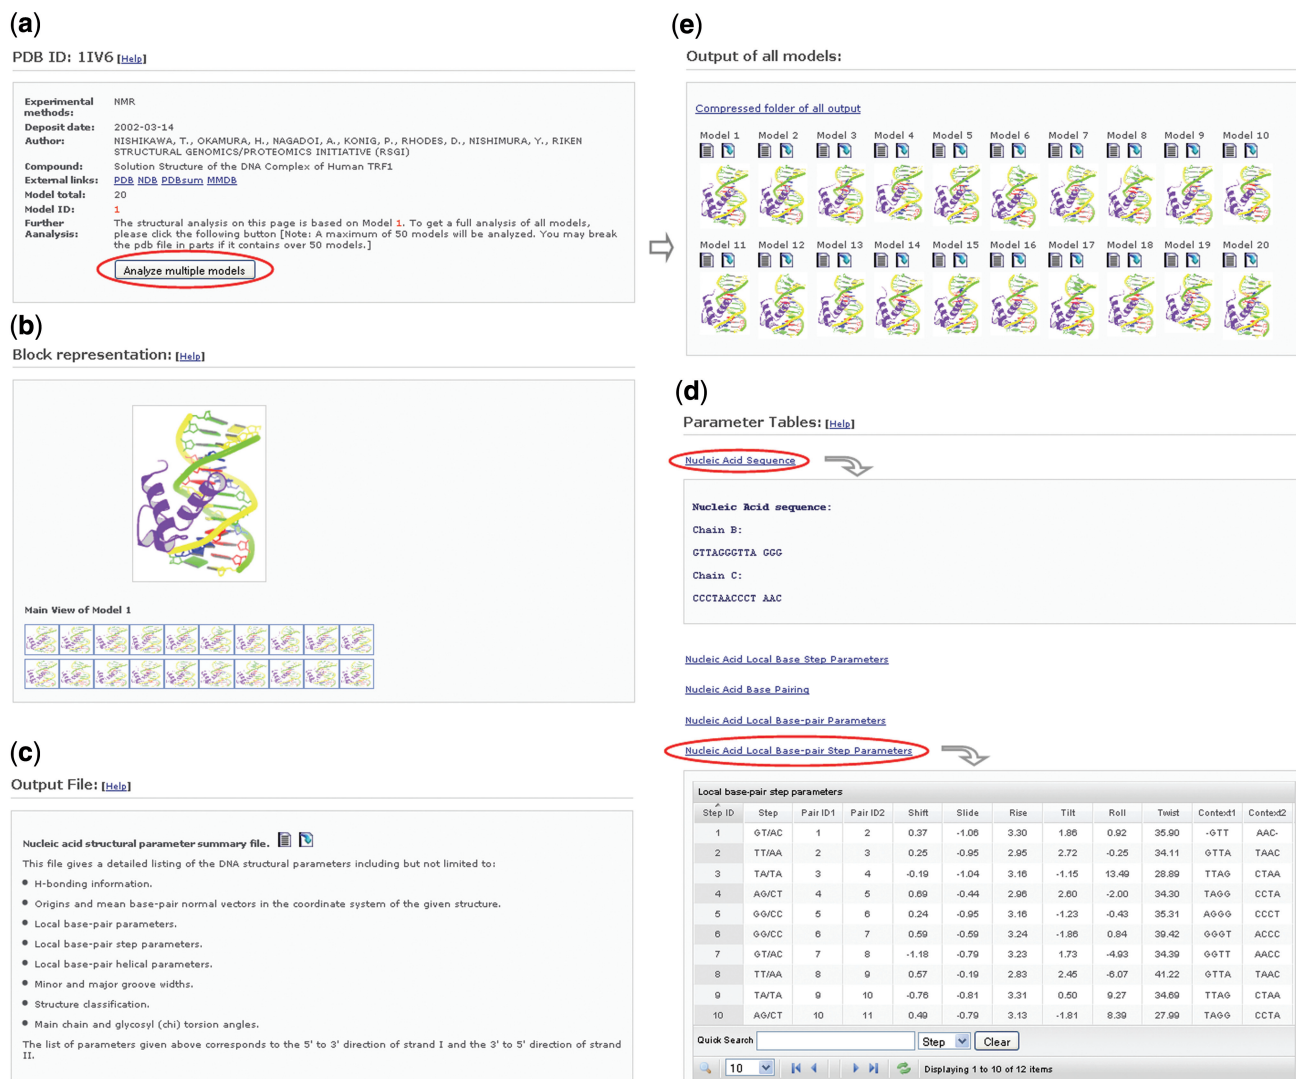 (a)
PDB ID: 1IV6 [Help]
Experimental methods: NMR
Deposit date: 2002-03-14
Author: NISHIKAWA, T., OKAMURA, H., NAGADOI, A., KONIG, P., RHODES, D., NISHIMURA, Y., RIKEN
STRUCTURAL GENOMICS/PROTEOMICS INITIATIVE (RSGI)
Compound: Solution Structure of the DNA Complex of Human TRF1
External links: PDB NDB PDBsum MMDB
Model total: 20
Model ID: 1
Further Aanalysis: The structural analysis on this page is based on Model 1. To get a full analysis of all models,
please click the following button [Note: A maximum of 50 models will be analyzed. You may break
the pdb file in parts if it contains over 50 models.]
Analyze multiple models
(b)
Block representation: [Help]
Main View of Model 1
(c)
Output File: [Help]
Nucleic acid structural parameter summary file.
This file gives a detailed listing of the DNA structural parameters including but not limited to:
• H-bonding information.
• Origins and mean base-pair normal vectors in the coordinate system of the given structure.
• Local base-pair parameters.
• Local base-pair step parameters.
• Local base-pair helical parameters.
• Minor and major groove widths.
• Structure classification.
• Main chain and glycosyl (chi) torsion angles.
The list of parameters given above corresponds to the 5' to 3' direction of strand I and the 3' to 5' direction of strand
II.
(e)
Output of all models:
Compressed folder of all output
Model 1 Model 2 Model 3 Model 4 Model 5 Model 6 Model 7 Model 8 Model 9 Model 10
Model 11 Model 12 Model 13 Model 14 Model 15 Model 16 Model 17 Model 18 Model 19 Model 20
(d)
Parameter Tables: [Help]
Nucleic Acid Sequence
Nucleic Acid sequence:
Chain B:
GTTAGGGTTA GGG
Chain C:
CCCTAACCCT AAC
Nucleic Acid Local Base Step Parameters
Nucleic Acid Base Pairing
Nucleic Acid Local Base-pair Parameters
Nucleic Acid Local Base-pair Step Parameters
Local base-pair step parameters
Step ID Step Pair ID1 Pair ID2 Shift Slide Rise Tilt Roll Twist Context1 Context2
1 GT/AC 1 2 0.37 -1.06 3.30 1.86 0.92 35.90 -GTT AAC-
2 TT/AA 2 3 0.25 -0.95 2.95 2.72 -0.25 34.11 GTTA TAAC
3 TA/TA 3 4 -0.19 -1.04 3.16 -1.15 13.49 28.89 TTAG CTAA
4 AG/CT 4 5 0.69 -0.44 2.96 2.60 -2.00 34.30 TAGG CCTA
5 GG/CC 5 6 0.24 -0.95 3.16 -1.23 -0.43 35.31 AGGG CCCT
6 GG/CC 6 7 0.59 -0.59 3.24 -1.86 0.84 39.42 GGGT ACCC
7 GT/AC 7 8 -1.18 -0.79 3.23 1.73 -4.93 34.39 GGTT AACC
8 TT/AA 8 9 0.57 -0.19 2.83 2.45 -6.07 41.22 GTTA TAAC
9 TA/TA 9 10 -0.76 -0.81 3.31 0.50 9.27 34.69 TTAG CTAA
10 AG/CT 10 11 0.49 -0.79 3.13 -1.81 8.39 27.99 TAGG CCTA
Quick Search Step Clear
10 Displaying 1 to 10 of 12 items